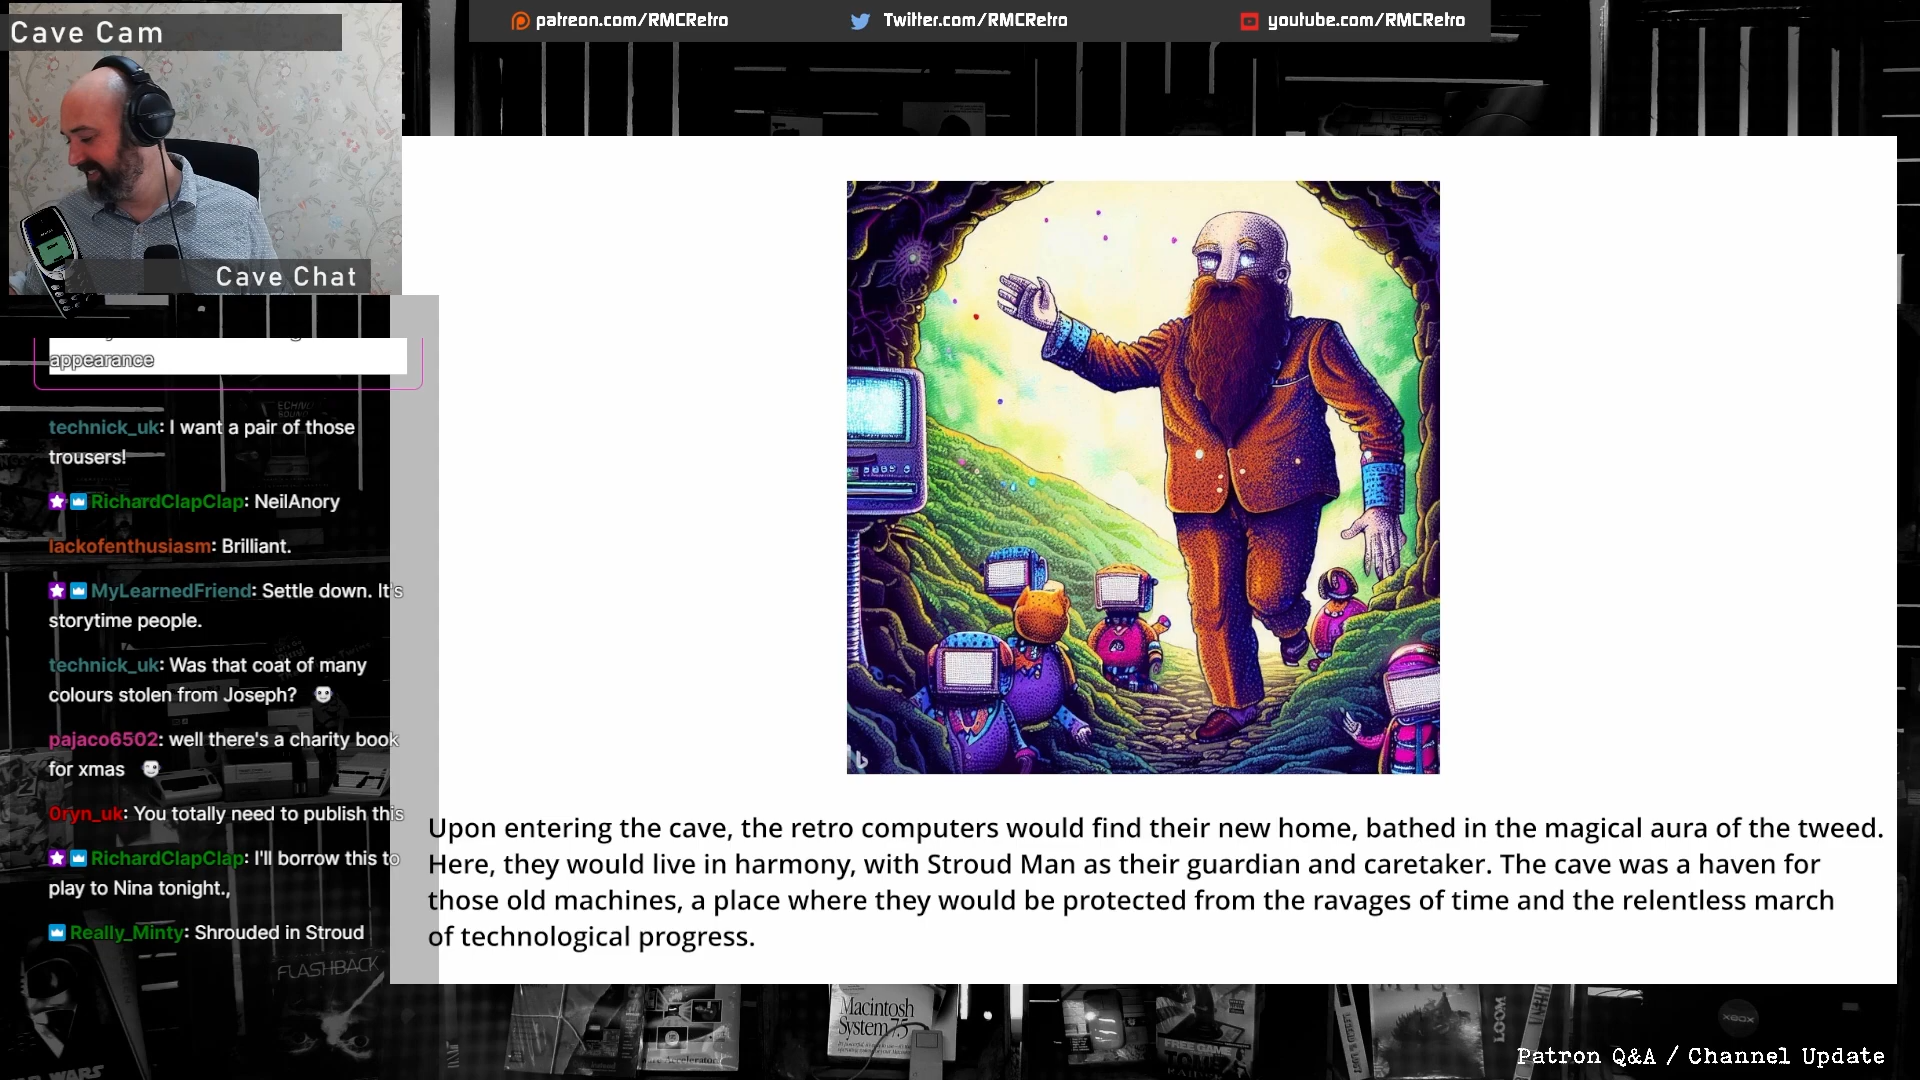 Cave Cam
patreon.com/RMCRetro
Twitter.com/RMCRetro
youtube.com/RMCRetro
Cave Chat
appearance
technick_uk: I want a pair of those
trousers!
RichardClapClap: NeilAnory
lackofenthusiasm: Brilliant.
MyLearnedFriend: Settle down. It's
storytime people.
technick_uk: Was that coat of many
colours stolen from Joseph?
pajaco6502: well there's a charity book
for xmas
0ryn_uk: You totally need to publish this
RichardClapClap: I'll borrow this to
play to Nina tonight.,
Really_Minty: Shrouded in Stroud
Upon entering the cave, the retro computers would find their new home, bathed in the magical aura of the tweed.
Here, they would live in harmony, with Stroud Man as their guardian and caretaker. The cave was a haven for
those old machines, a place where they would be protected from the ravages of time and the relentless march
of technological progress.
FLASHBACK
Macintosh
System 7.5
FREE GAME
LOOM
XBOX
STAR WARS
Patron Q&A / Channel Update